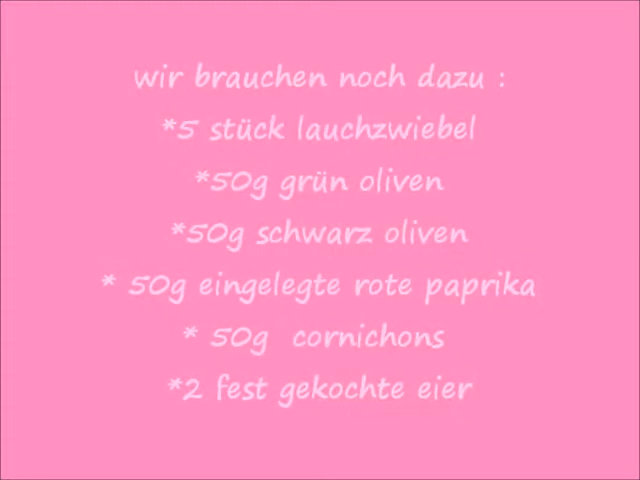 wir brauchen noch dazu :
*5 stück lauchzwiebel
*50g grün oliven
*50g schwarz oliven
* 50g eingelegte rote paprika
* 50g cornichons
*2 fest gekochte eier